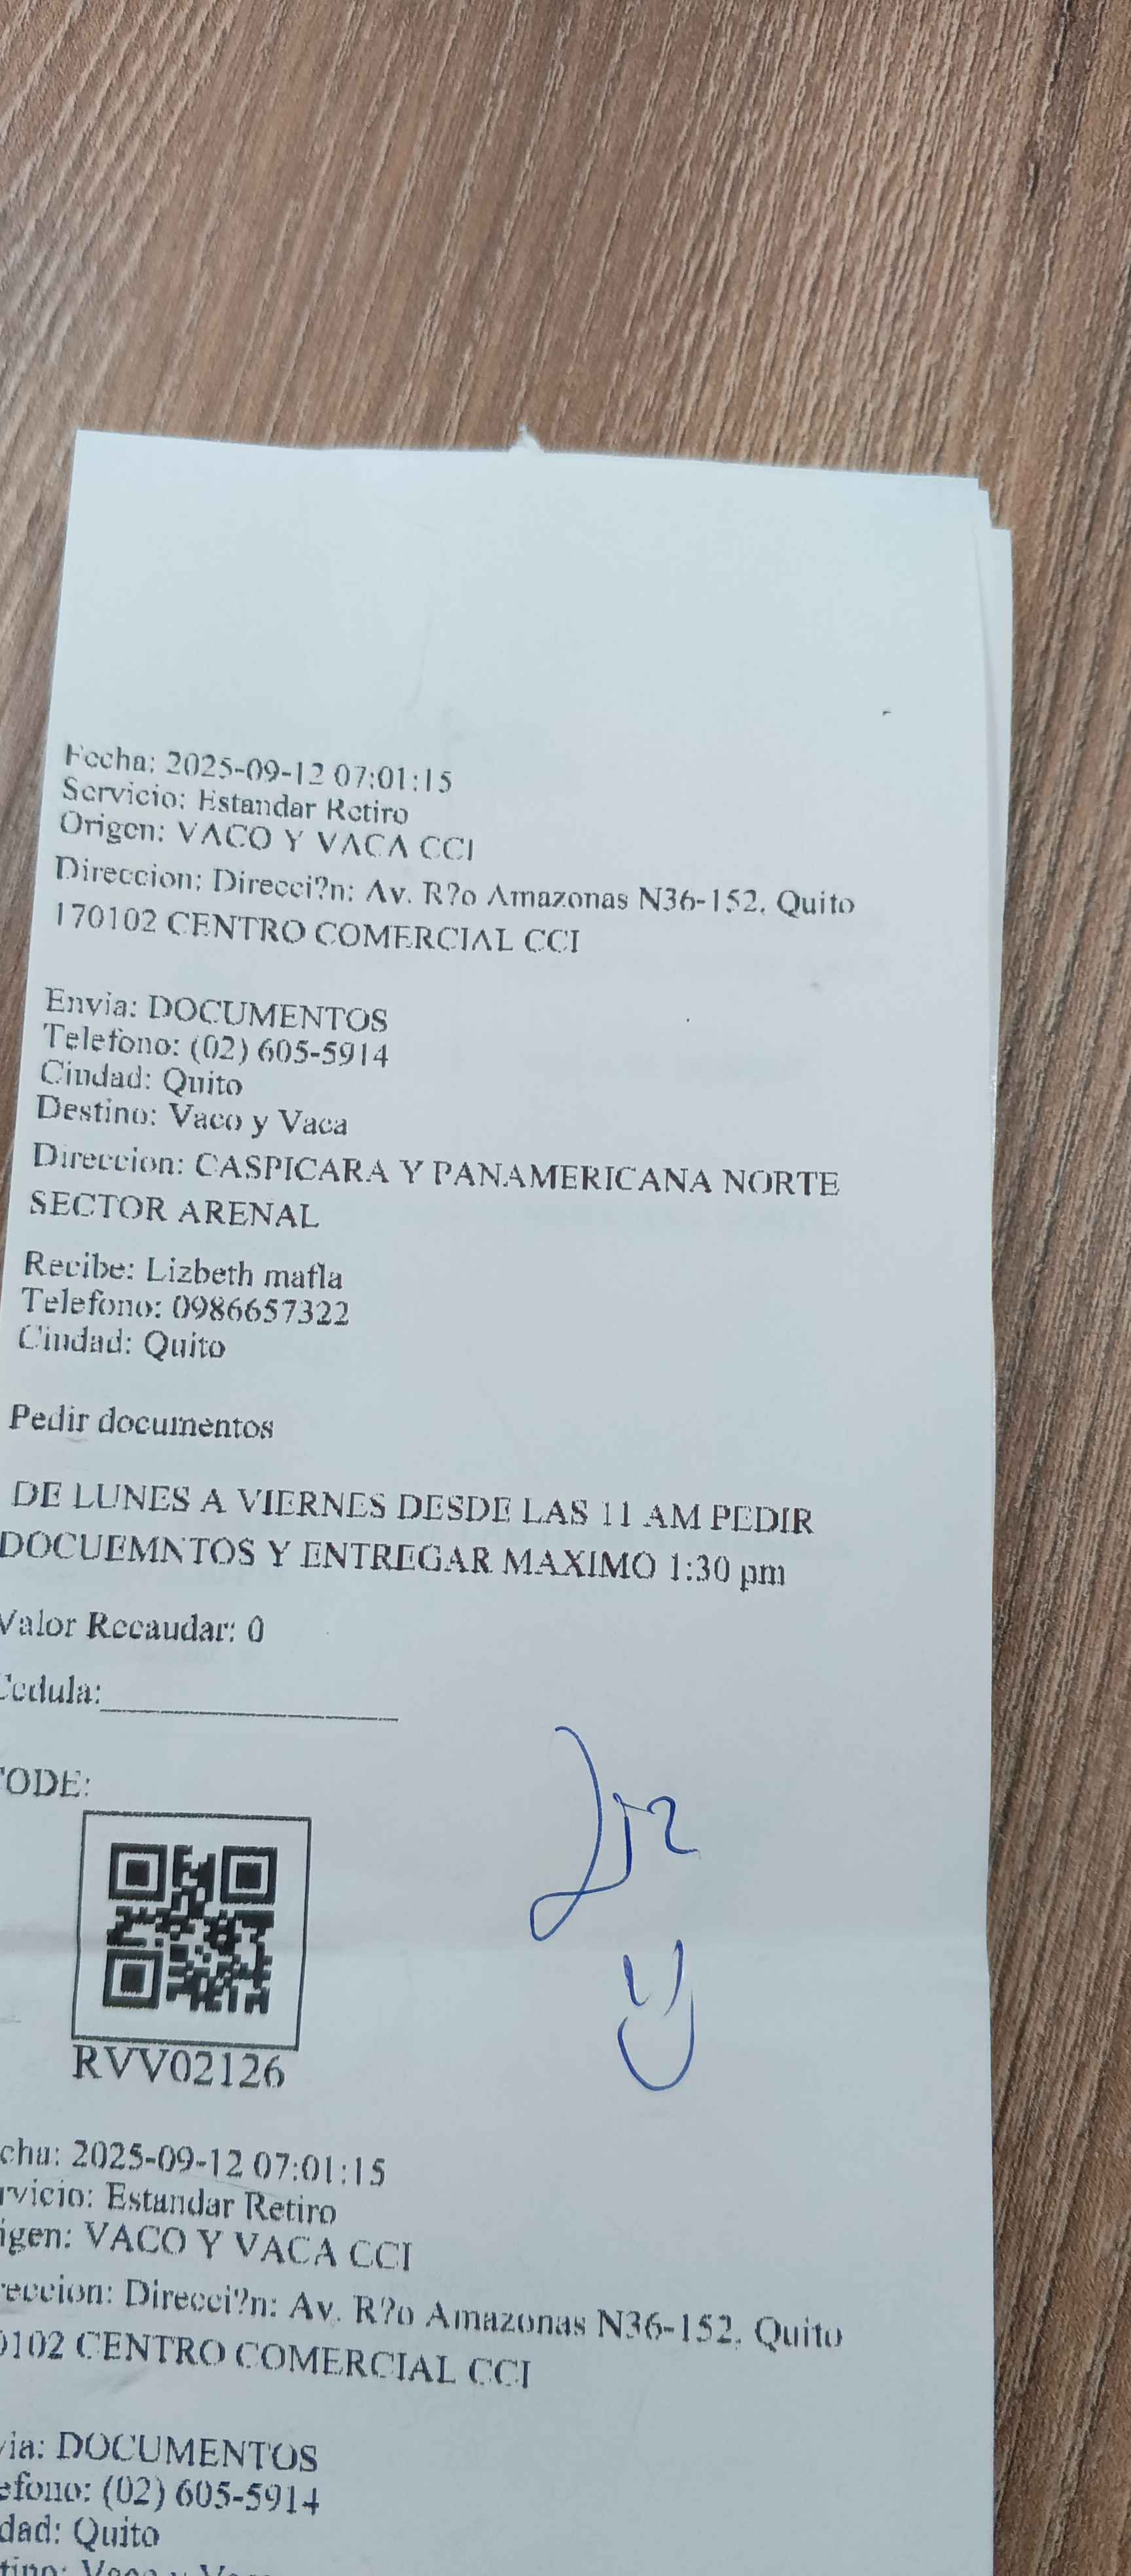 Fecha: 2025-09-12 07:01:15
Servicio: Estandar Retiro
Origen: VACO Y VACA CCI
Direccion: Direcci?n: Av. R?o Amazonas N36-152, Quito
170102 CENTRO COMERCIAL CCI
Envia: DOCUMENTOS
Telefono: (02) 605-5914
Ciudad: Quito
Destino: Vaco y Vaca
Direccion: CASPICARA Y PANAMERICANA NORTE
SECTOR ARENAL
Recibe: Lizbeth mafla
Telefono: 0986657322
Ciudad: Quito
Pedir documentos
DE LUNES A VIERNES DESDE LAS 11 AM PEDIR
DOCUEMNTOS Y ENTREGAR MAXIMO 1:30 pm
Valor Recaudar: 0
Cedula:
ODE:
RVV02126
cha: 2025-09-12 07:01:15
rvicio: Estandar Retiro
igen: VACO Y VACA CCI
reccion: Direcci?n: Av. R?o Amazonas N36-152, Quito
0102 CENTRO COMERCIAL CCI
via: DOCUMENTOS
efono: (02) 605-5914
dad: Quito